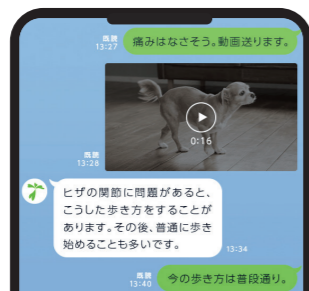 痛みはなさそう。動画送ります。
既読
13:27
0:16
既読
13:28
ヒザの関節に問題があると、
こうした歩き方をすることが
あります。その後、普通に歩き
始めることも多いです。
13:34
今の歩き方は普段通り。
既読
13:40